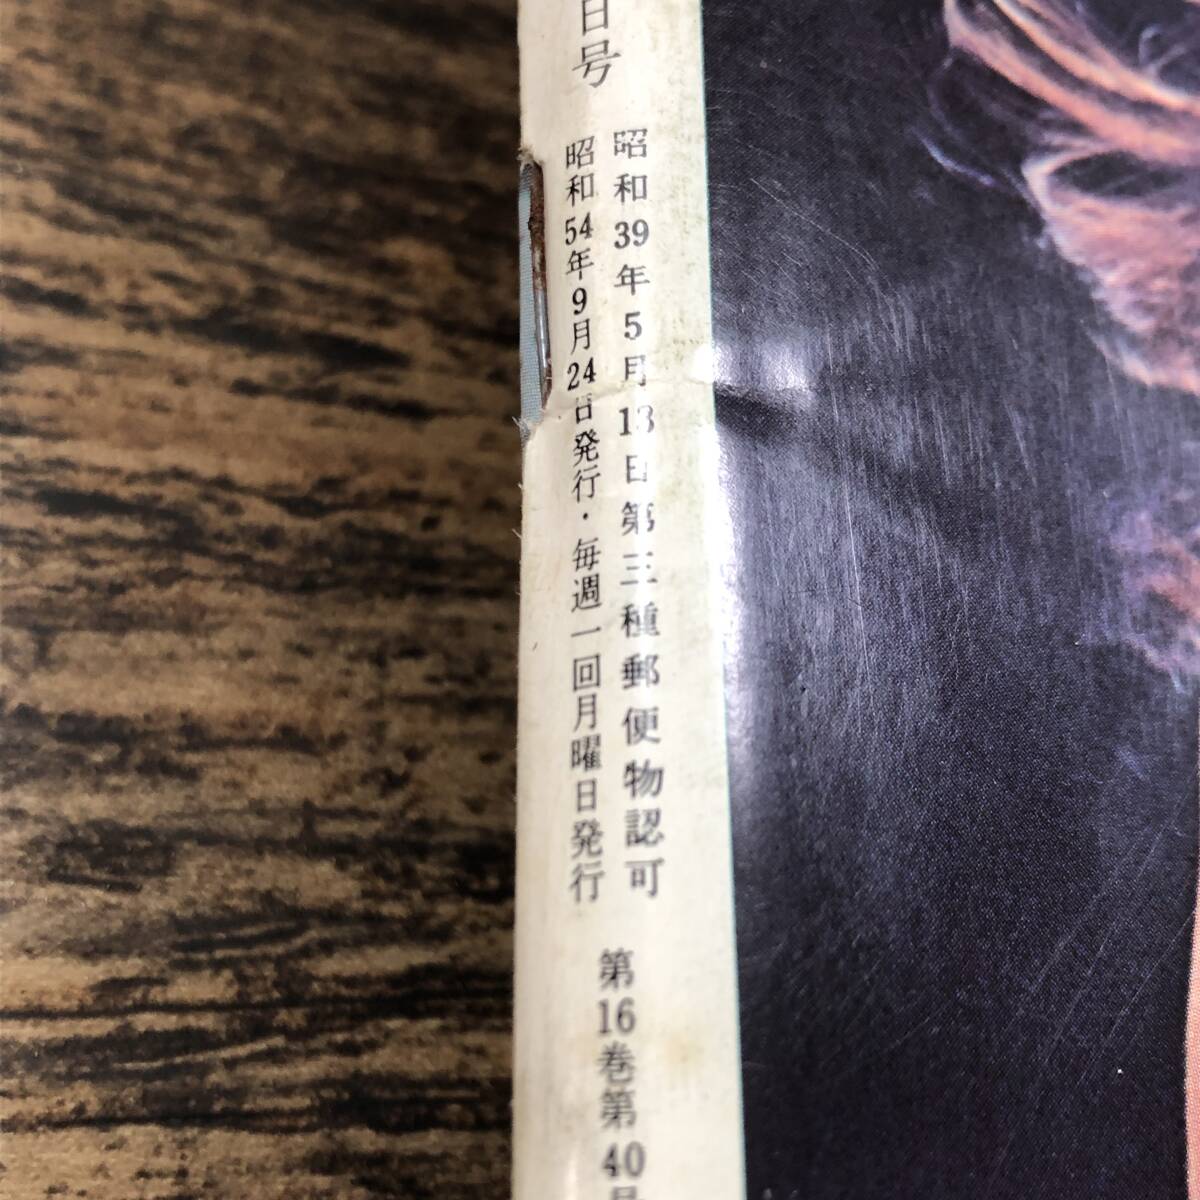 日号
昭和39年5月13日第三種郵便物認可
昭和54年9月24日発行・毎週一回月曜日発行
第16巻第40号